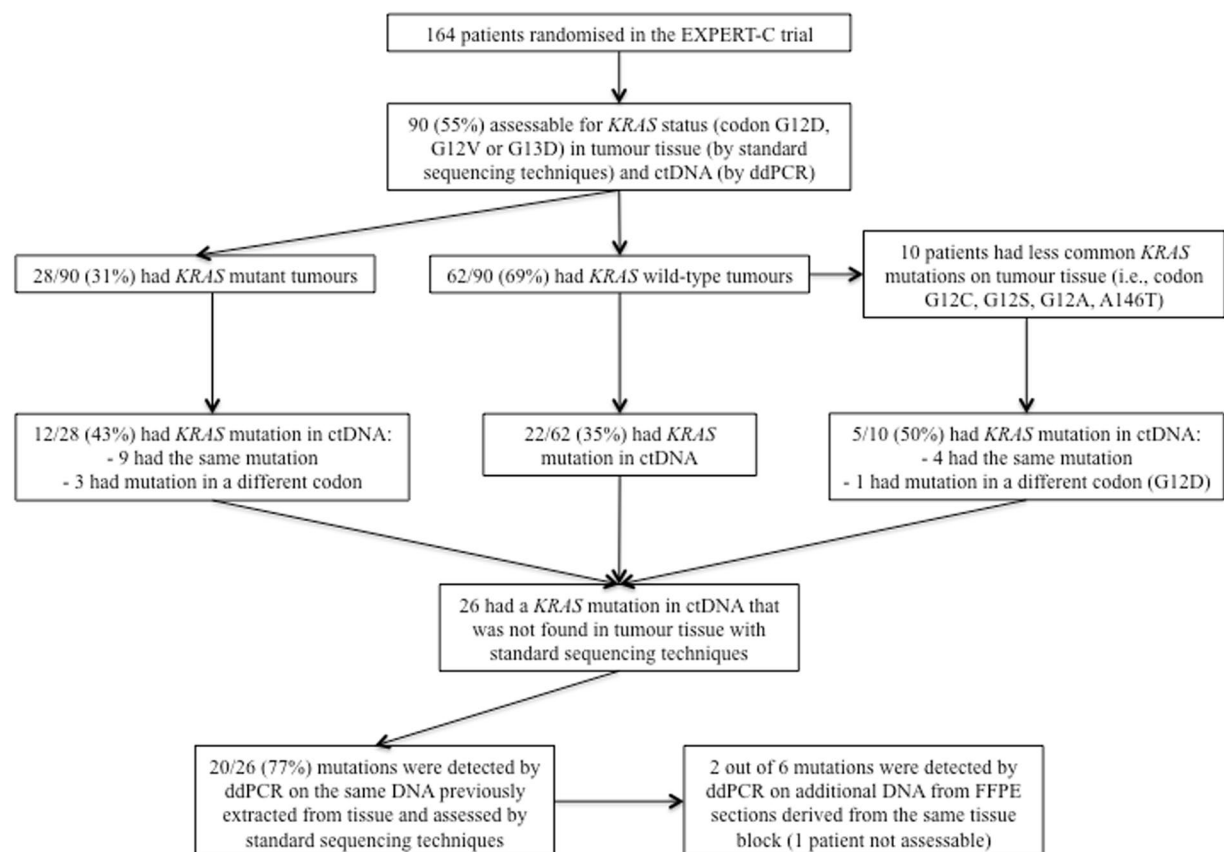 164 patients randomised in the EXPERT-C trial
90 (55%) assessable for KRAS status (codon G12D,
G12V or G13D) in tumour tissue (by standard
sequencing techniques) and ctDNA (by ddPCR)
28/90 (31%) had KRAS mutant tumours
62/90 (69%) had KRAS wild-type tumours
10 patients had less common KRAS
mutations on tumour tissue (i.e., codon
G12C, G12S, G12A, A146T)
12/28 (43%) had KRAS mutation in ctDNA:
- 9 had the same mutation
- 3 had mutation in a different codon
22/62 (35%) had KRAS
mutation in ctDNA
5/10 (50%) had KRAS mutation in ctDNA:
- 4 had the same mutation
- 1 had mutation in a different codon (G12D)
26 had a KRAS mutation in ctDNA that
was not found in tumour tissue with
standard sequencing techniques
20/26 (77%) mutations were detected by
ddPCR on the same DNA previously
extracted from tissue and assessed by
standard sequencing techniques
2 out of 6 mutations were detected by
ddPCR on additional DNA from FFPE
sections derived from the same tissue
block (1 patient not assessable)